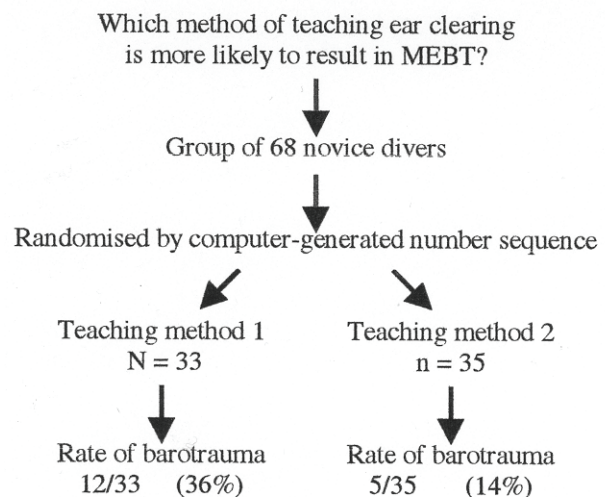 Which method of teaching ear clearing
is more likely to result in MEBT?
Group of 68 novice divers
Randomised by computer-generated number sequence
Teaching method 1
N = 33
Teaching method 2
n = 35
Rate of barotrauma
12/33 (36%)
Rate of barotrauma
5/35 (14%)